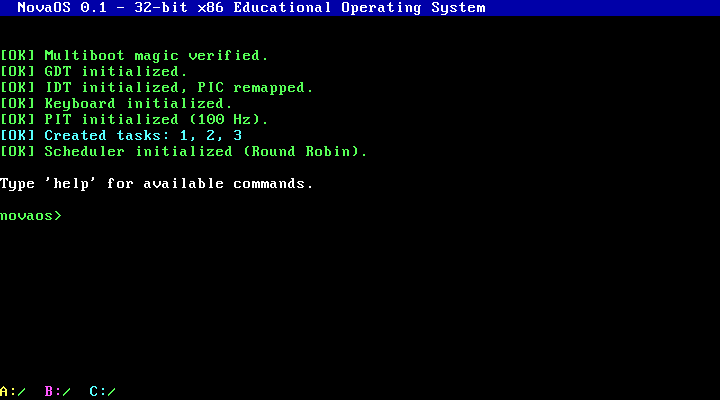 NovaOS 0.1 - 32-bit x86 Educational Operating System
[OK] Multiboot magic verified.
[OK] GDT initialized.
[OK] IDT initialized, PIC remapped.
[OK] Keyboard initialized.
[OK] PIT initialized (100 Hz).
[OK] Created tasks: 1, 2, 3
[OK] Scheduler initialized (Round Robin).
Type 'help' for available commands.
novaos>
A:/ B:/ C:/